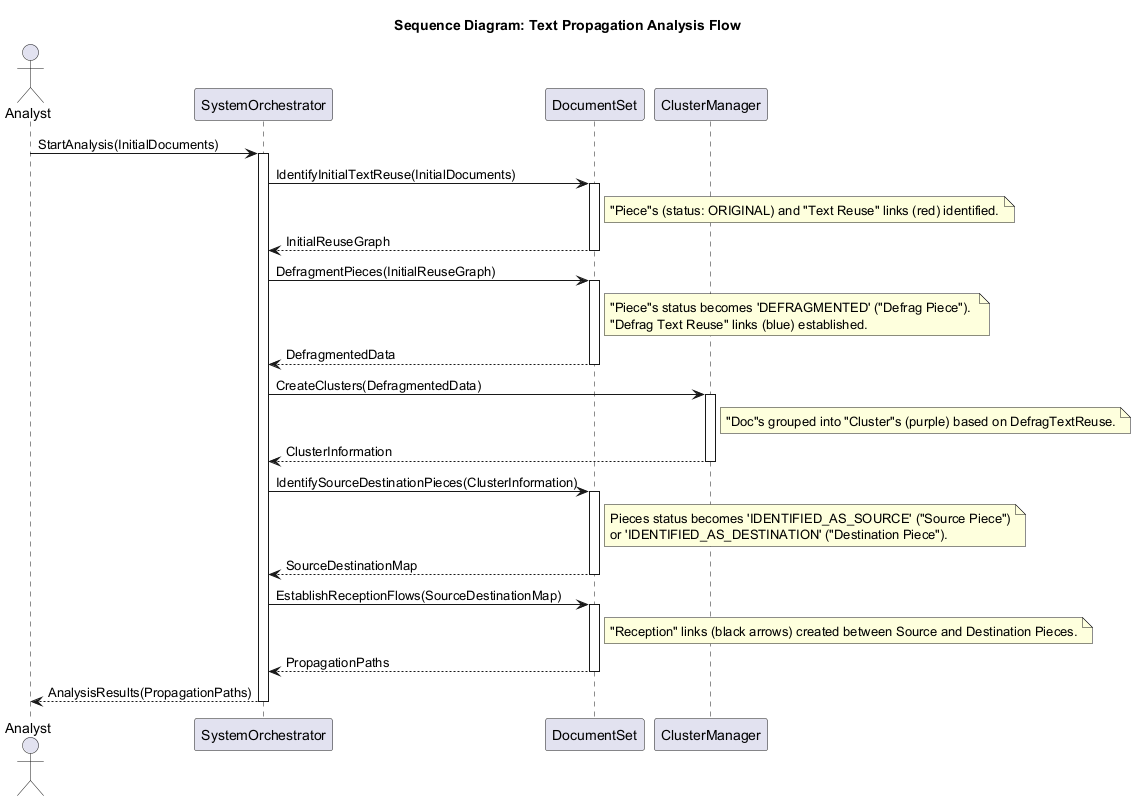 Sequence Diagram: Text Propagation Analysis Flow
Analyst
SystemOrchestrator
DocumentSet
ClusterManager
StartAnalysis(InitialDocuments)
IdentifyInitialTextReuse(InitialDocuments)
"Piece"s (status: ORIGINAL) and "Text Reuse" links (red) identified.
InitialReuseGraph
DefragmentPieces(InitialReuseGraph)
"Piece"s status becomes 'DEFRAGMENTED' ("Defrag Piece").
"Defrag Text Reuse" links (blue) established.
DefragmentedData
CreateClusters(DefragmentedData)
"Doc"s grouped into "Cluster"s (purple) based on DefragTextReuse.
ClusterInformation
IdentifySourceDestinationPieces(ClusterInformation)
Pieces status becomes 'IDENTIFIED_AS_SOURCE' ("Source Piece")
or 'IDENTIFIED_AS_DESTINATION' ("Destination Piece").
SourceDestinationMap
EstablishReceptionFlows(SourceDestinationMap)
"Reception" links (black arrows) created between Source and Destination Pieces.
PropagationPaths
AnalysisResults(PropagationPaths)
Analyst
SystemOrchestrator
DocumentSet
ClusterManager